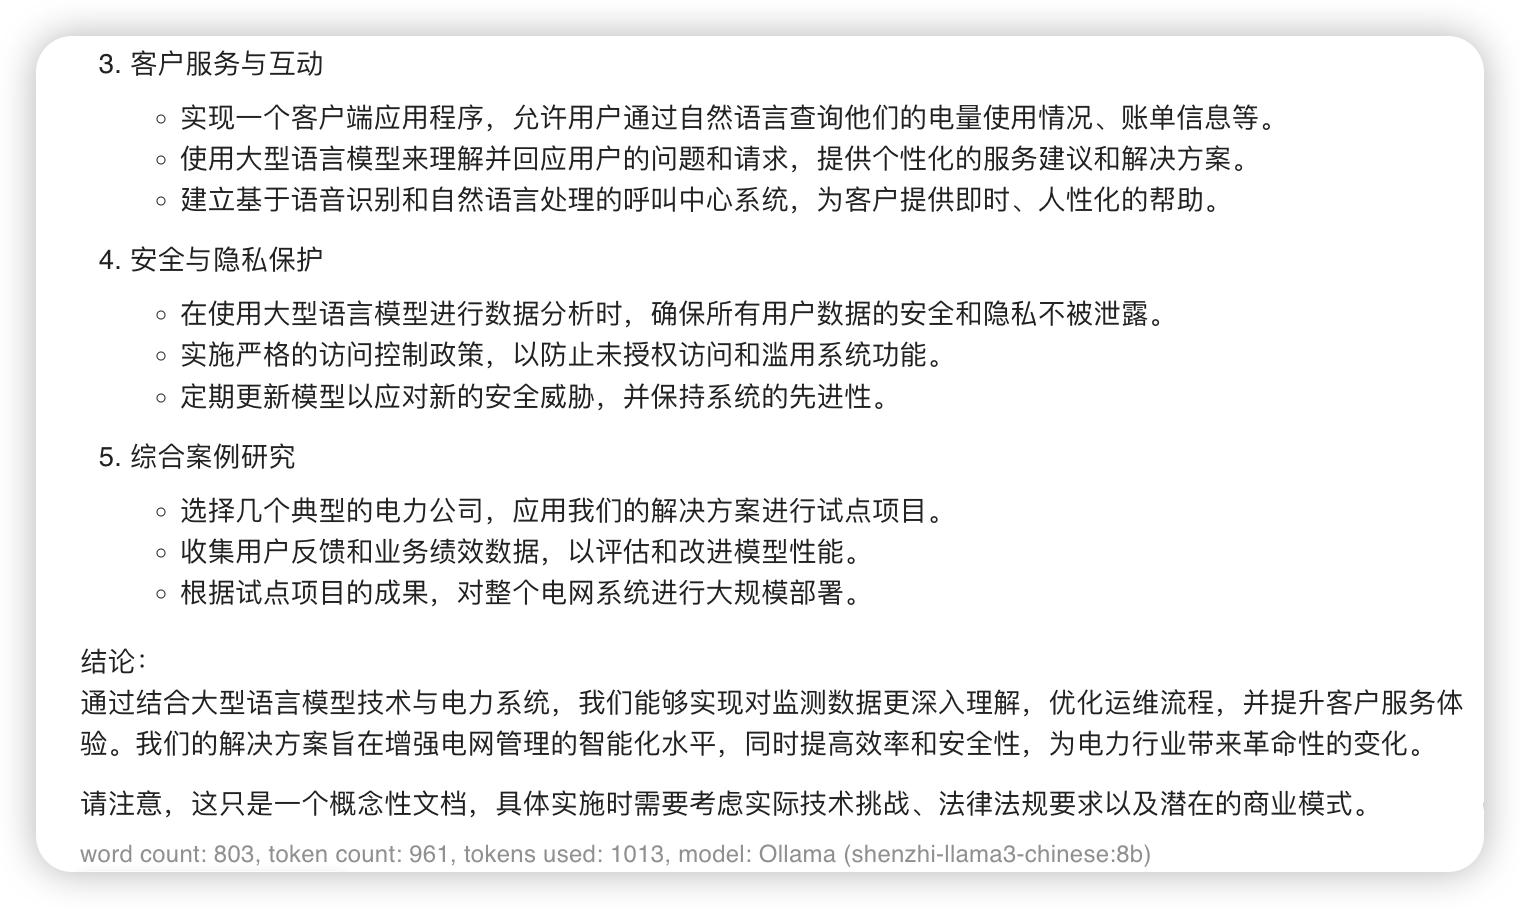 3. 客户服务与互动
◦ 实现一个客户端应用程序，允许用户通过自然语言查询他们的电量使用情况、账单信息等。
◦ 使用大型语言模型来理解并回应用户的问题和请求，提供个性化的服务建议和解决方案。
◦ 建立基于语音识别和自然语言处理的呼叫中心系统，为客户提供即时、人性化的帮助。
4. 安全与隐私保护
◦ 在使用大型语言模型进行数据分析时，确保所有用户数据的安全和隐私不被泄露。
◦ 实施严格的访问控制政策，以防止未授权访问和滥用系统功能。
◦ 定期更新模型以应对新的安全威胁，并保持系统的先进性。
5. 综合案例研究
◦ 选择几个典型的电力公司，应用我们的解决方案进行试点项目。
◦ 收集用户反馈和业务绩效数据，以评估和改进模型性能。
◦ 根据试点项目的成果，对整个电网系统进行大规模部署。
结论：
通过结合大型语言模型技术与电力系统，我们能够实现对监测数据更深入理解，优化运维流程，并提升客户服务体
验。我们的解决方案旨在增强电网管理的智能化水平，同时提高效率和安全性，为电力行业带来革命性的变化。
请注意，这只是一个概念性文档，具体实施时需要考虑实际技术挑战、法律法规要求以及潜在的商业模式。
word count: 803, token count: 961, tokens used: 1013, model: Ollama (shenzhi-llama3-chinese:8b)